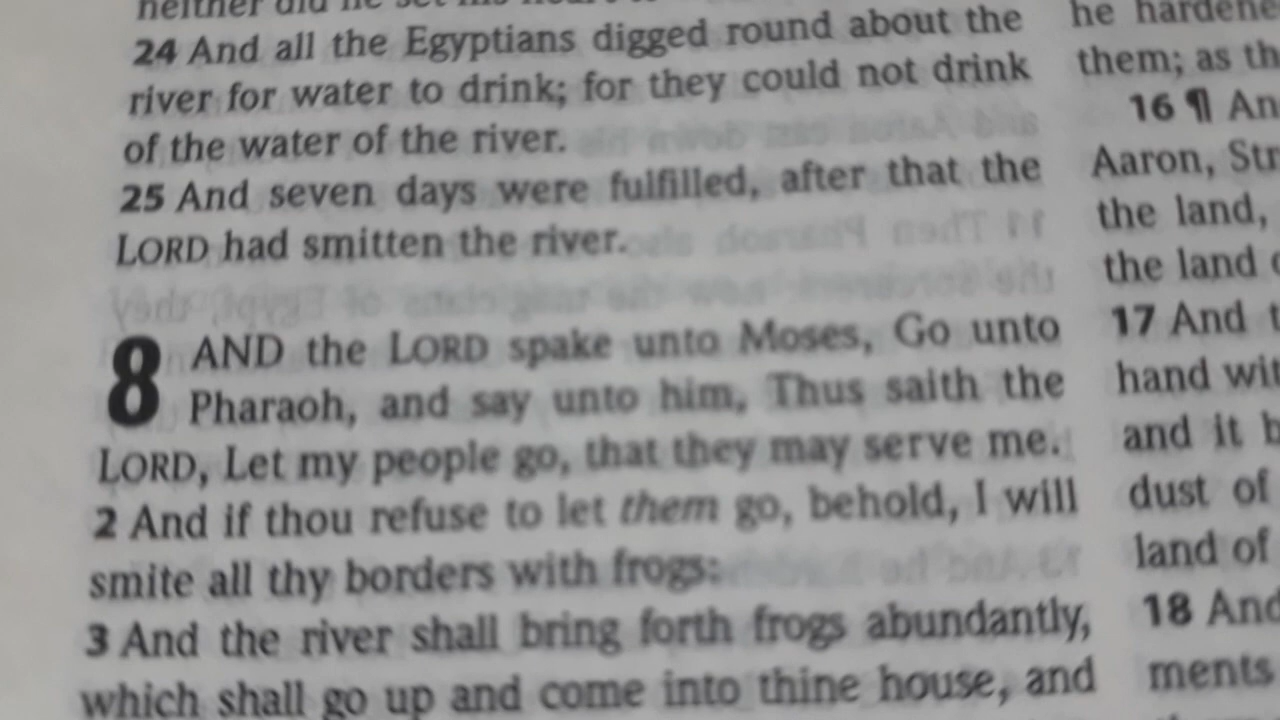 neither did he set his heart
24 And all the Egyptians digged round about the
river for water to drink; for they could not drink
of the water of the river.
25 And seven days were fulfilled, after that the
LORD had smitten the river.
8 AND the LORD spake unto Moses, Go unto
Pharaoh, and say unto him, Thus saith the
LORD, Let my people go, that they may serve me.
2 And if thou refuse to let them go, behold, I will
smite all thy borders with frogs:
3 And the river shall bring forth frogs abundantly,
which shall go up and come into thine house, and
he hardene
them; as th
16 ¶ An
Aaron, Str
the land,
the land
17 And t
hand wit
and it b
dust of
land of
18 And
ments